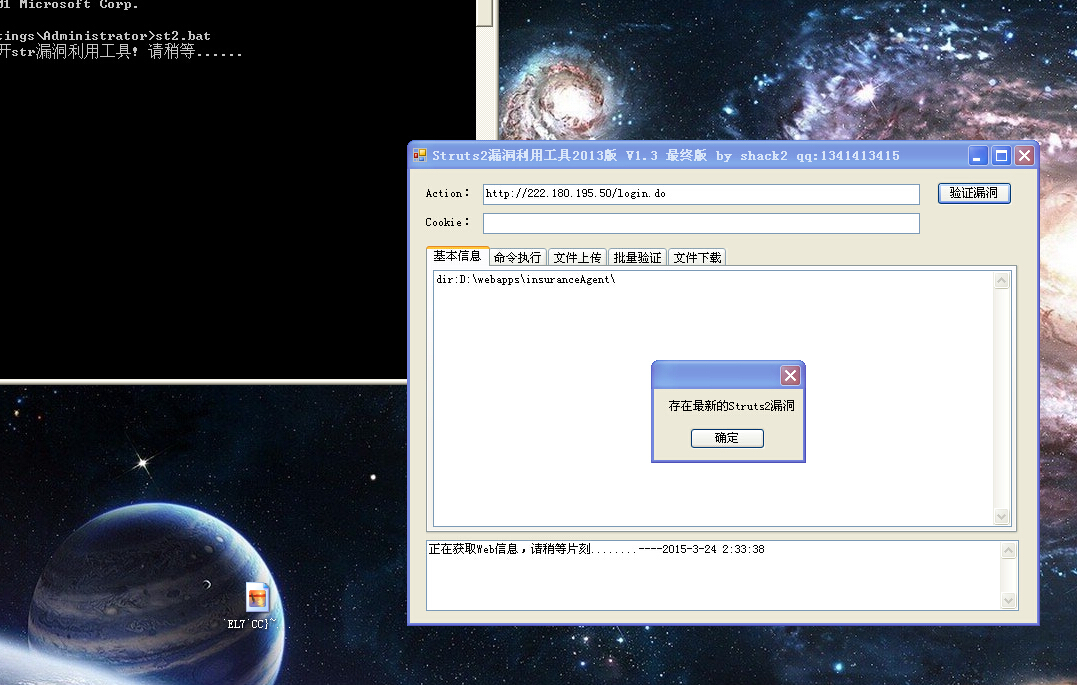 Microsoft Corp.
tings\Administrator>st2.bat
开str漏洞利用工具! 请稍等......
Struts2漏洞利用工具2013版 V1.3 最终版 by shack2 qq:1341413415
Action: http://222.180.195.50/login.do 验证漏洞
Cookie:
基本信息 命令执行 文件上传 批量验证 文件下载
dir:D:\webapps\insuranceAgent\
存在最新的Struts2漏洞
确定
正在获取Web信息，请稍等片刻........----2015-3-24 2:33:38